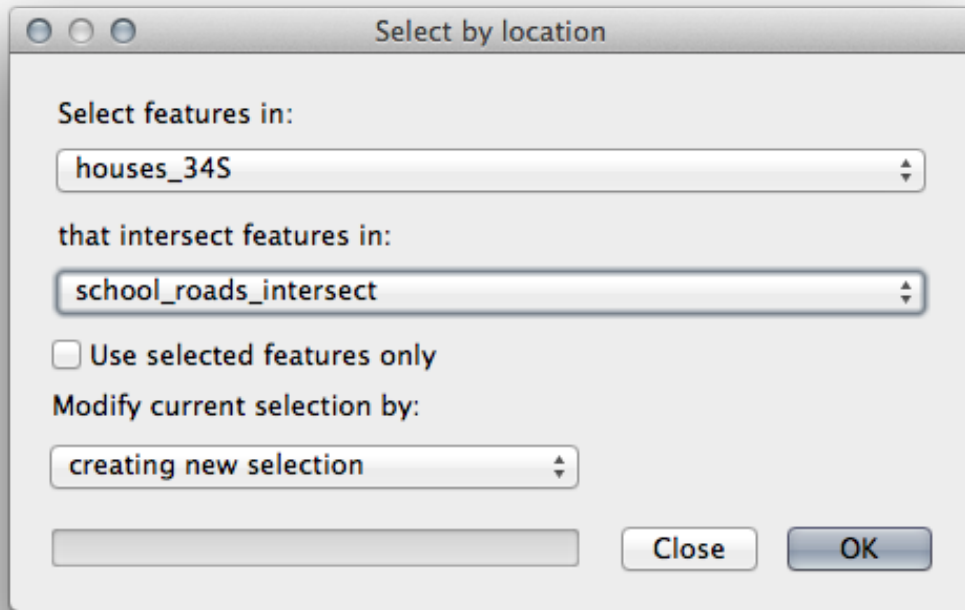 Select by location
Select features in:
houses_34S
that intersect features in:
school_roads_intersect
Use selected features only
Modify current selection by:
creating new selection
Close OK